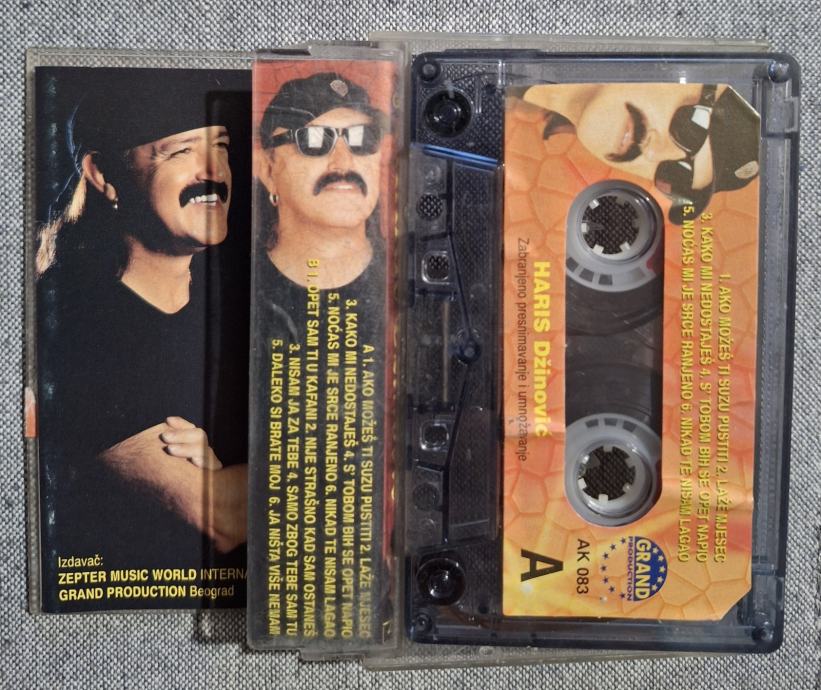 Izdavač:
ZEPTER MUSIC WORLD INTERNA
GRAND PRODUCTION Beograd
A 1. AKO MOŽEŠ TI SUZU PUSTITI 2. LAŽE MJESEC
3. KAKO MI NEDOSTAJEŠ 4. S' TOBOM BIH SE OPET NAPIO
5. NOĆAS MI JE SRCE RANJENO 6. NIKAD TE NISAM LAGAO
B 1. OPET SAM TI U KAFANI 2. NIJE STRAŠNO KAD SAM OSTANEŠ
3. NISAM JA ZA TEBE 4. SAMO ZBOG TEBE SAM TU
5. DALEKO SI BRATE MOJ 6. JA NIŠTA VIŠE NEMAM
1. AKO MOŽEŠ TI SUZU PUSTITI 2. LAŽE MJESEC
3. KAKO MI NEDOSTAJEŠ 4. S' TOBOM BIH SE OPET NAPIO
5. NOĆAS MI JE SRCE RANJENO 6. NIKAD TE NISAM LAGAO
HARIS Džinović
Zabranjeno presnimavanje i umnožavanje
GRAND
PRODUCTION
AK 083
A